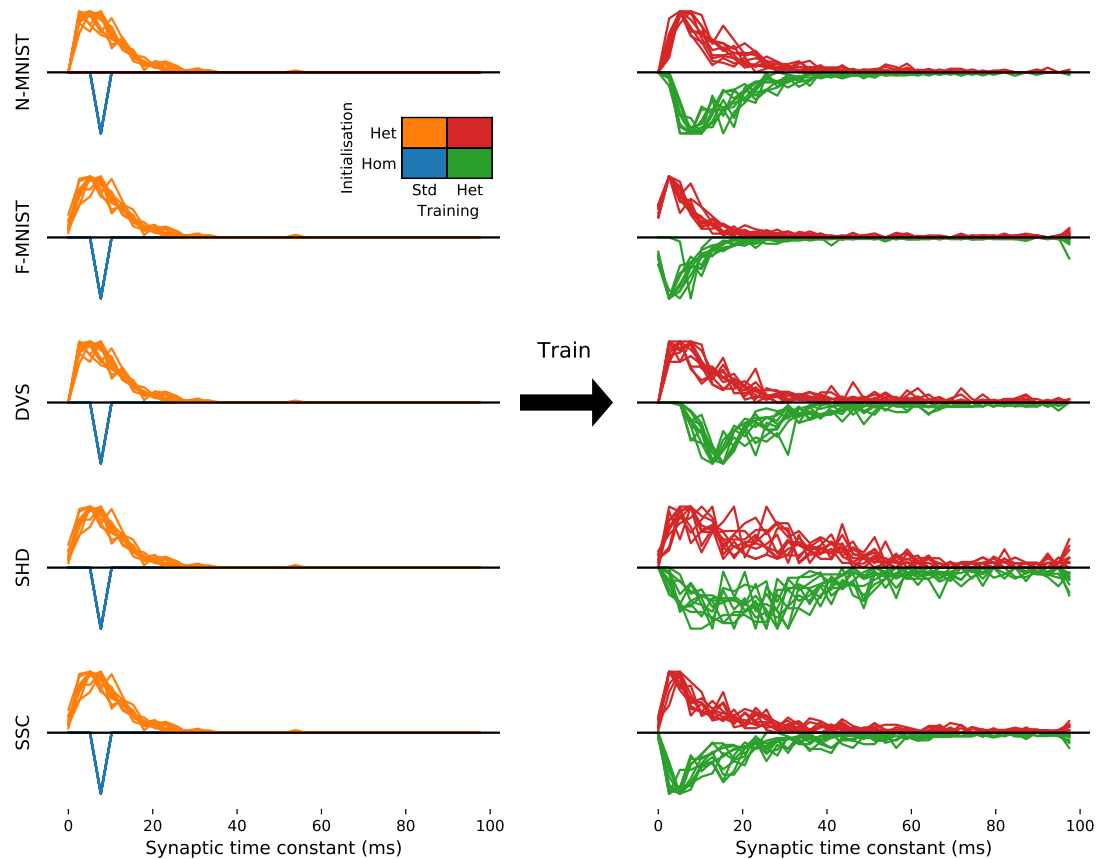 N-MNIST
F-MNIST
DVS
SHD
SSC
Initialisation
Het
Hom
Std Het
Training
Train
0 20 40 60 80 100
Synaptic time constant (ms)
0 20 40 60 80 100
Synaptic time constant (ms)